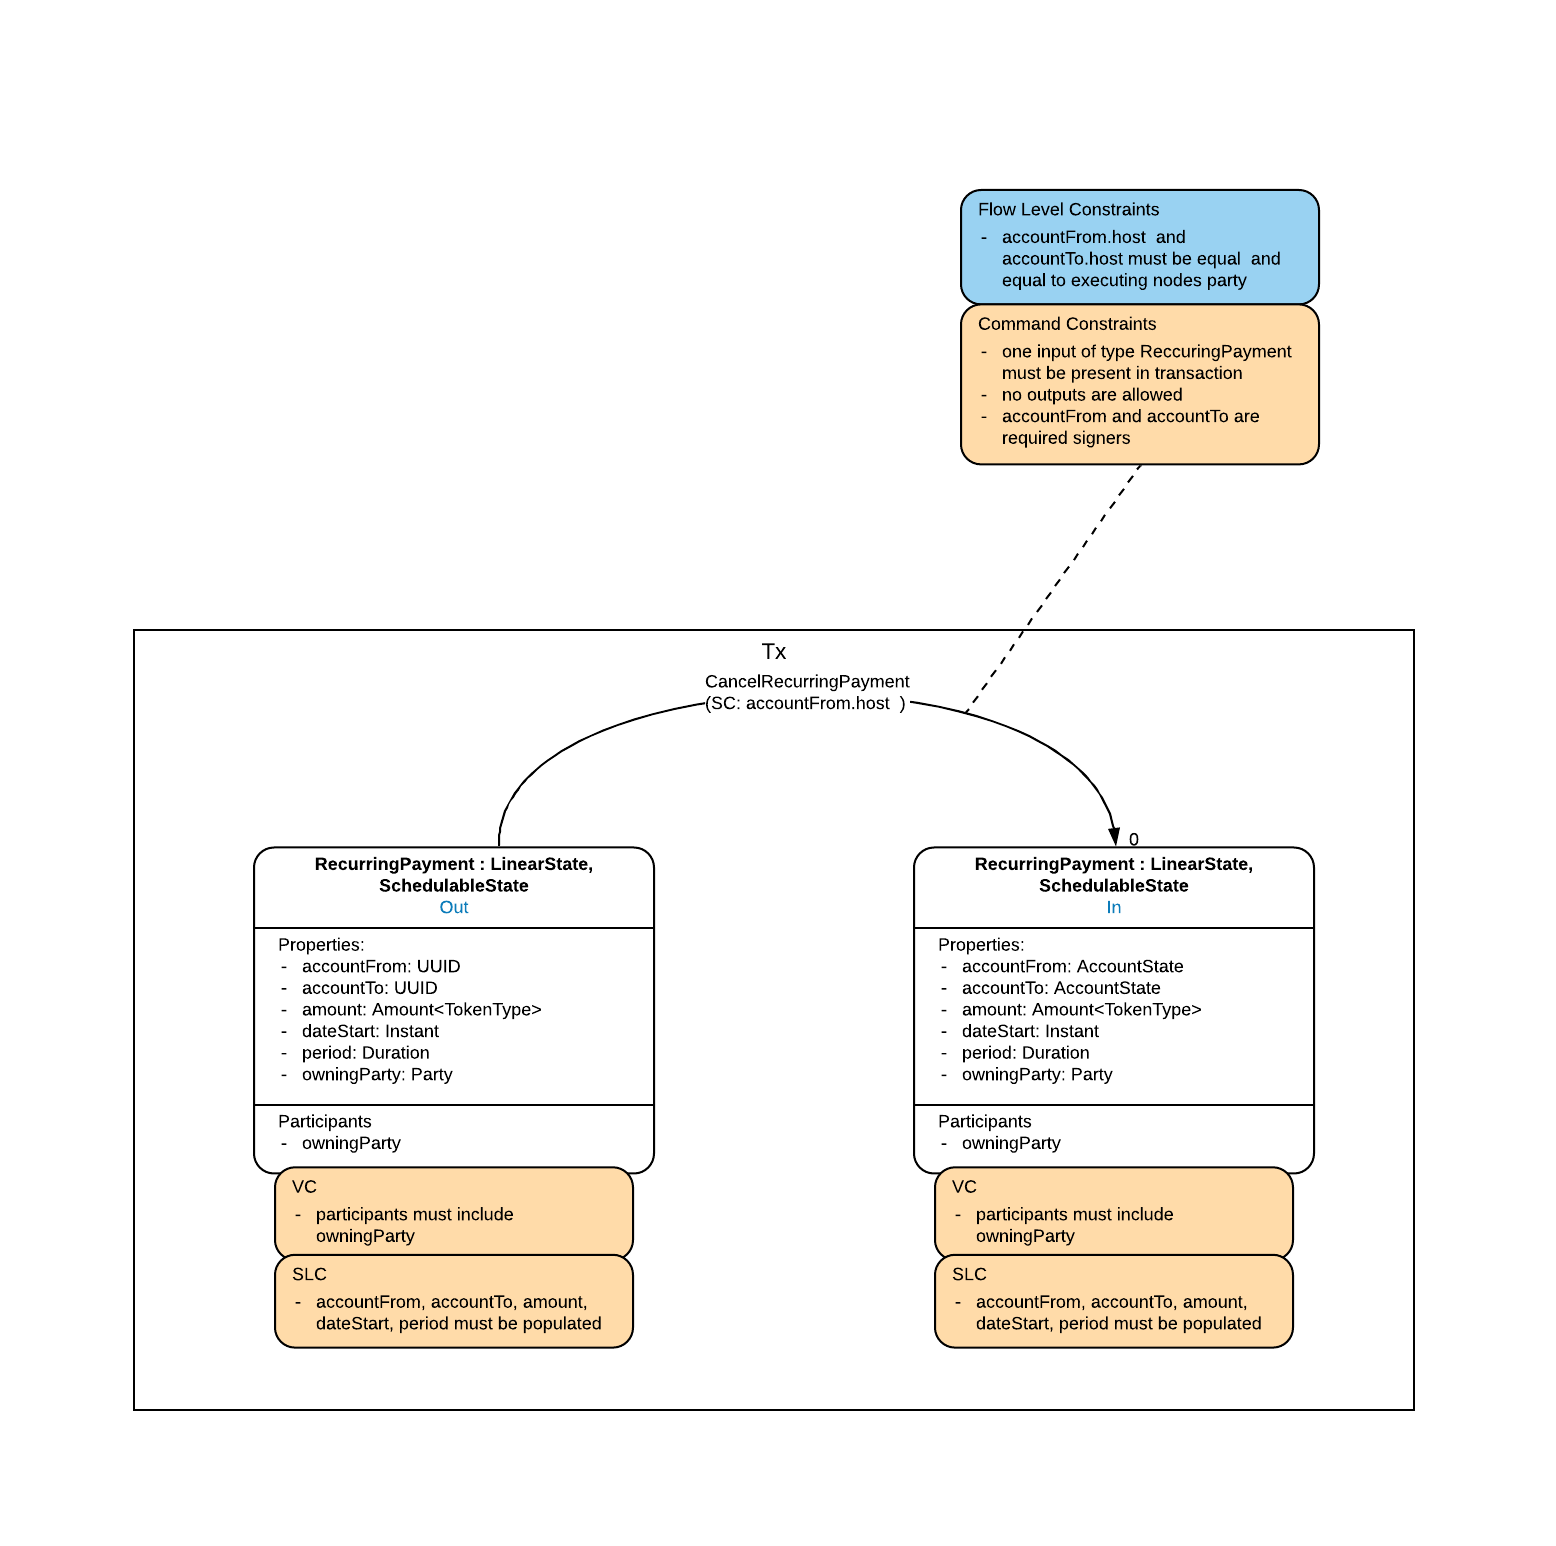 Flow Level Constraints
- accountFrom.host  and
accountTo.host must be equal  and
equal to executing nodes party
Command Constraints
- one input of type ReccuringPayment
must be present in transaction
- no outputs are allowed
- accountFrom and accountTo are
required signers
Tx
CancelRecurringPayment
(SC: accountFrom.host  )
0
RecurringPayment : LinearState,
SchedulableState
Out
Properties:
- accountFrom: UUID
- accountTo: UUID
- amount: Amount<TokenType>
- dateStart: Instant
- period: Duration
- owningParty: Party
Participants
- owningParty
VC
- participants must include
owningParty
SLC
- accountFrom, accountTo, amount,
dateStart, period must be populated
RecurringPayment : LinearState,
SchedulableState
In
Properties:
- accountFrom: AccountState
- accountTo: AccountState
- amount: Amount<TokenType>
- dateStart: Instant
- period: Duration
- owningParty: Party
Participants
- owningParty
VC
- participants must include
owningParty
SLC
- accountFrom, accountTo, amount,
dateStart, period must be populated